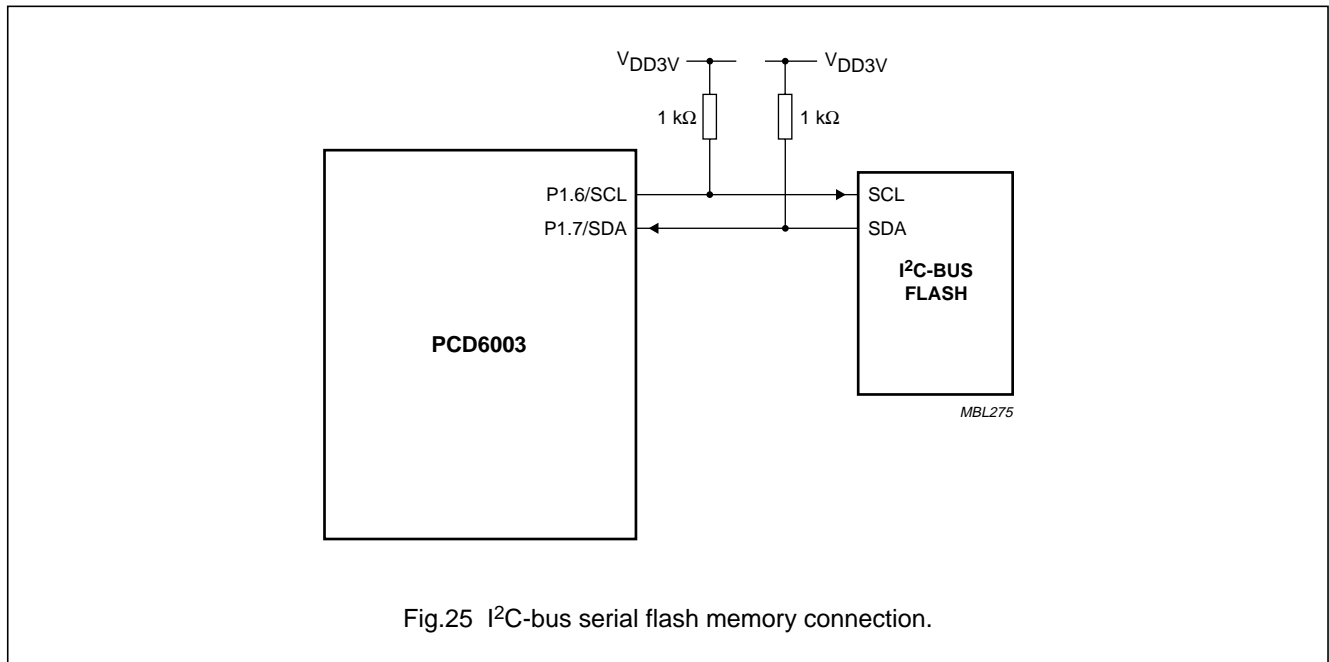 VDD3V VDD3V
1 kΩ 1 kΩ
P1.6/SCL SCL
P1.7/SDA SDA
I2C-BUS
FLASH
PCD6003
MBL275
Fig.25 I2C-bus serial flash memory connection.